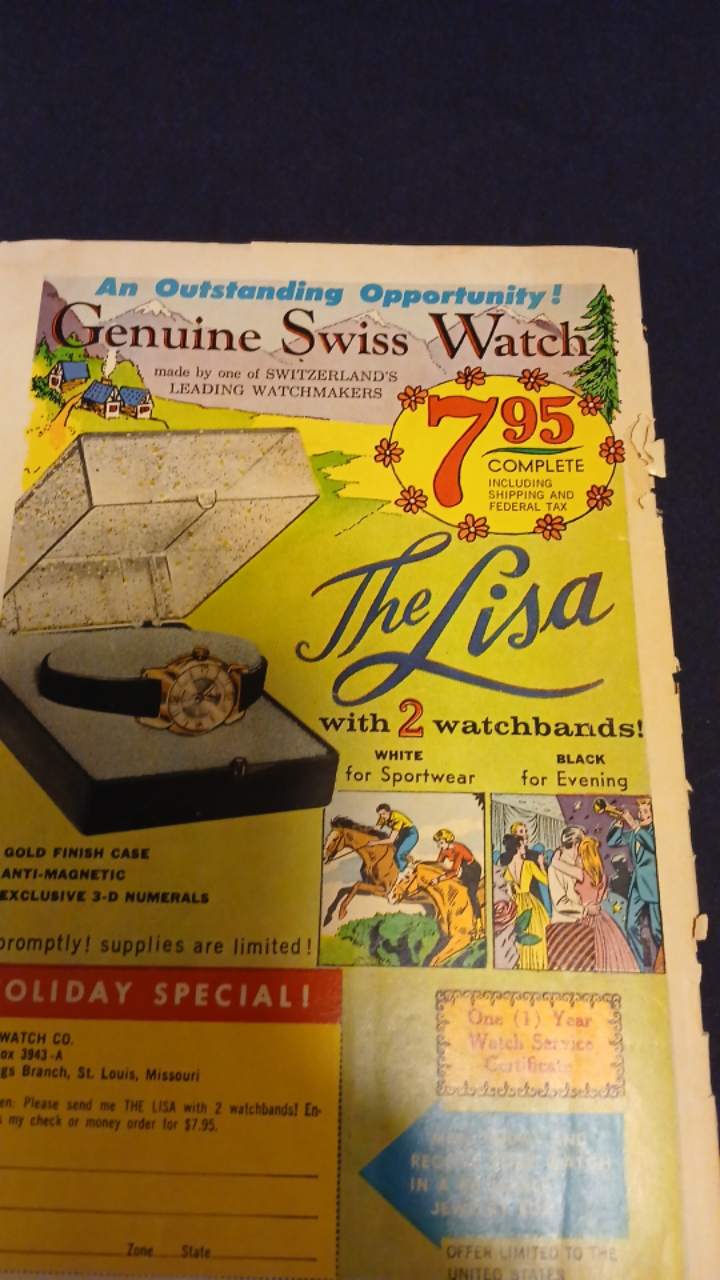 An Outstanding Opportunity!
Genuine Swiss Watch
made by one of SWITZERLAND'S
LEADING WATCHMAKERS
7 95
COMPLETE
INCLUDING
SHIPPING AND
FEDERAL TAX
The Lisa
with 2 watchbands!
WHITE
for Sportwear
BLACK
for Evening
GOLD FINISH CASE
ANTI-MAGNETIC
EXCLUSIVE 3-D NUMERALS
promptly! supplies are limited!
OLIDAY SPECIAL!
WATCH CO.
ox 3943-A
gs Branch, St. Louis, Missouri
en. Please send me THE LISA with 2 watchbands! En-
s my check or money order for $7.95.
Zone State
One (1) Year
Watch Service
Certificate
IN A
OFFER LIMITED TO THE
UNITED STATES